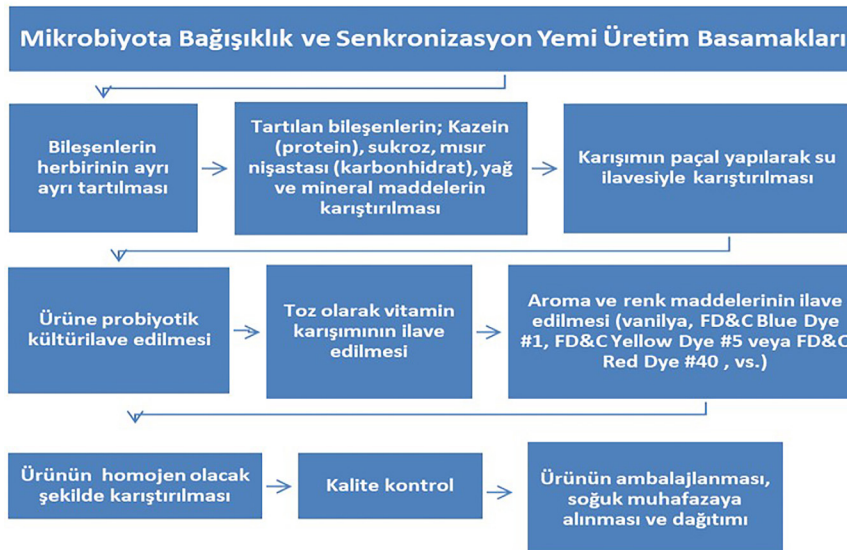 Mikrobiyota Bağışıklık ve Senkronizasyon Yemi Üretim Basamakları
Bileşenlerin
herbirinin ayrı
ayrı tartılması
Tartılan bileşenlerin; Kazein
(protein), sukroz, mısır
nişastası (karbonhidrat), yağ
ve mineral maddelerin
karıştırılması
Karışımın paçal yapılarak su
ilavesiyle karıştırılması
Ürüne probiyotik
kültürilave edilmesi
Toz olarak vitamin
karışımının ilave
edilmesi
Aroma ve renk maddelerinin ilave
edilmesi (vanilya, FD&C Blue Dye
#1, FD&C Yellow Dye #5 veya FD&C
Red Dye #40 , vs.)
Ürünün homojen olacak
şekilde karıştırılması
Kalite kontrol
Ürünün ambalajlanması,
soğuk muhafazaya
alınması ve dağıtımı